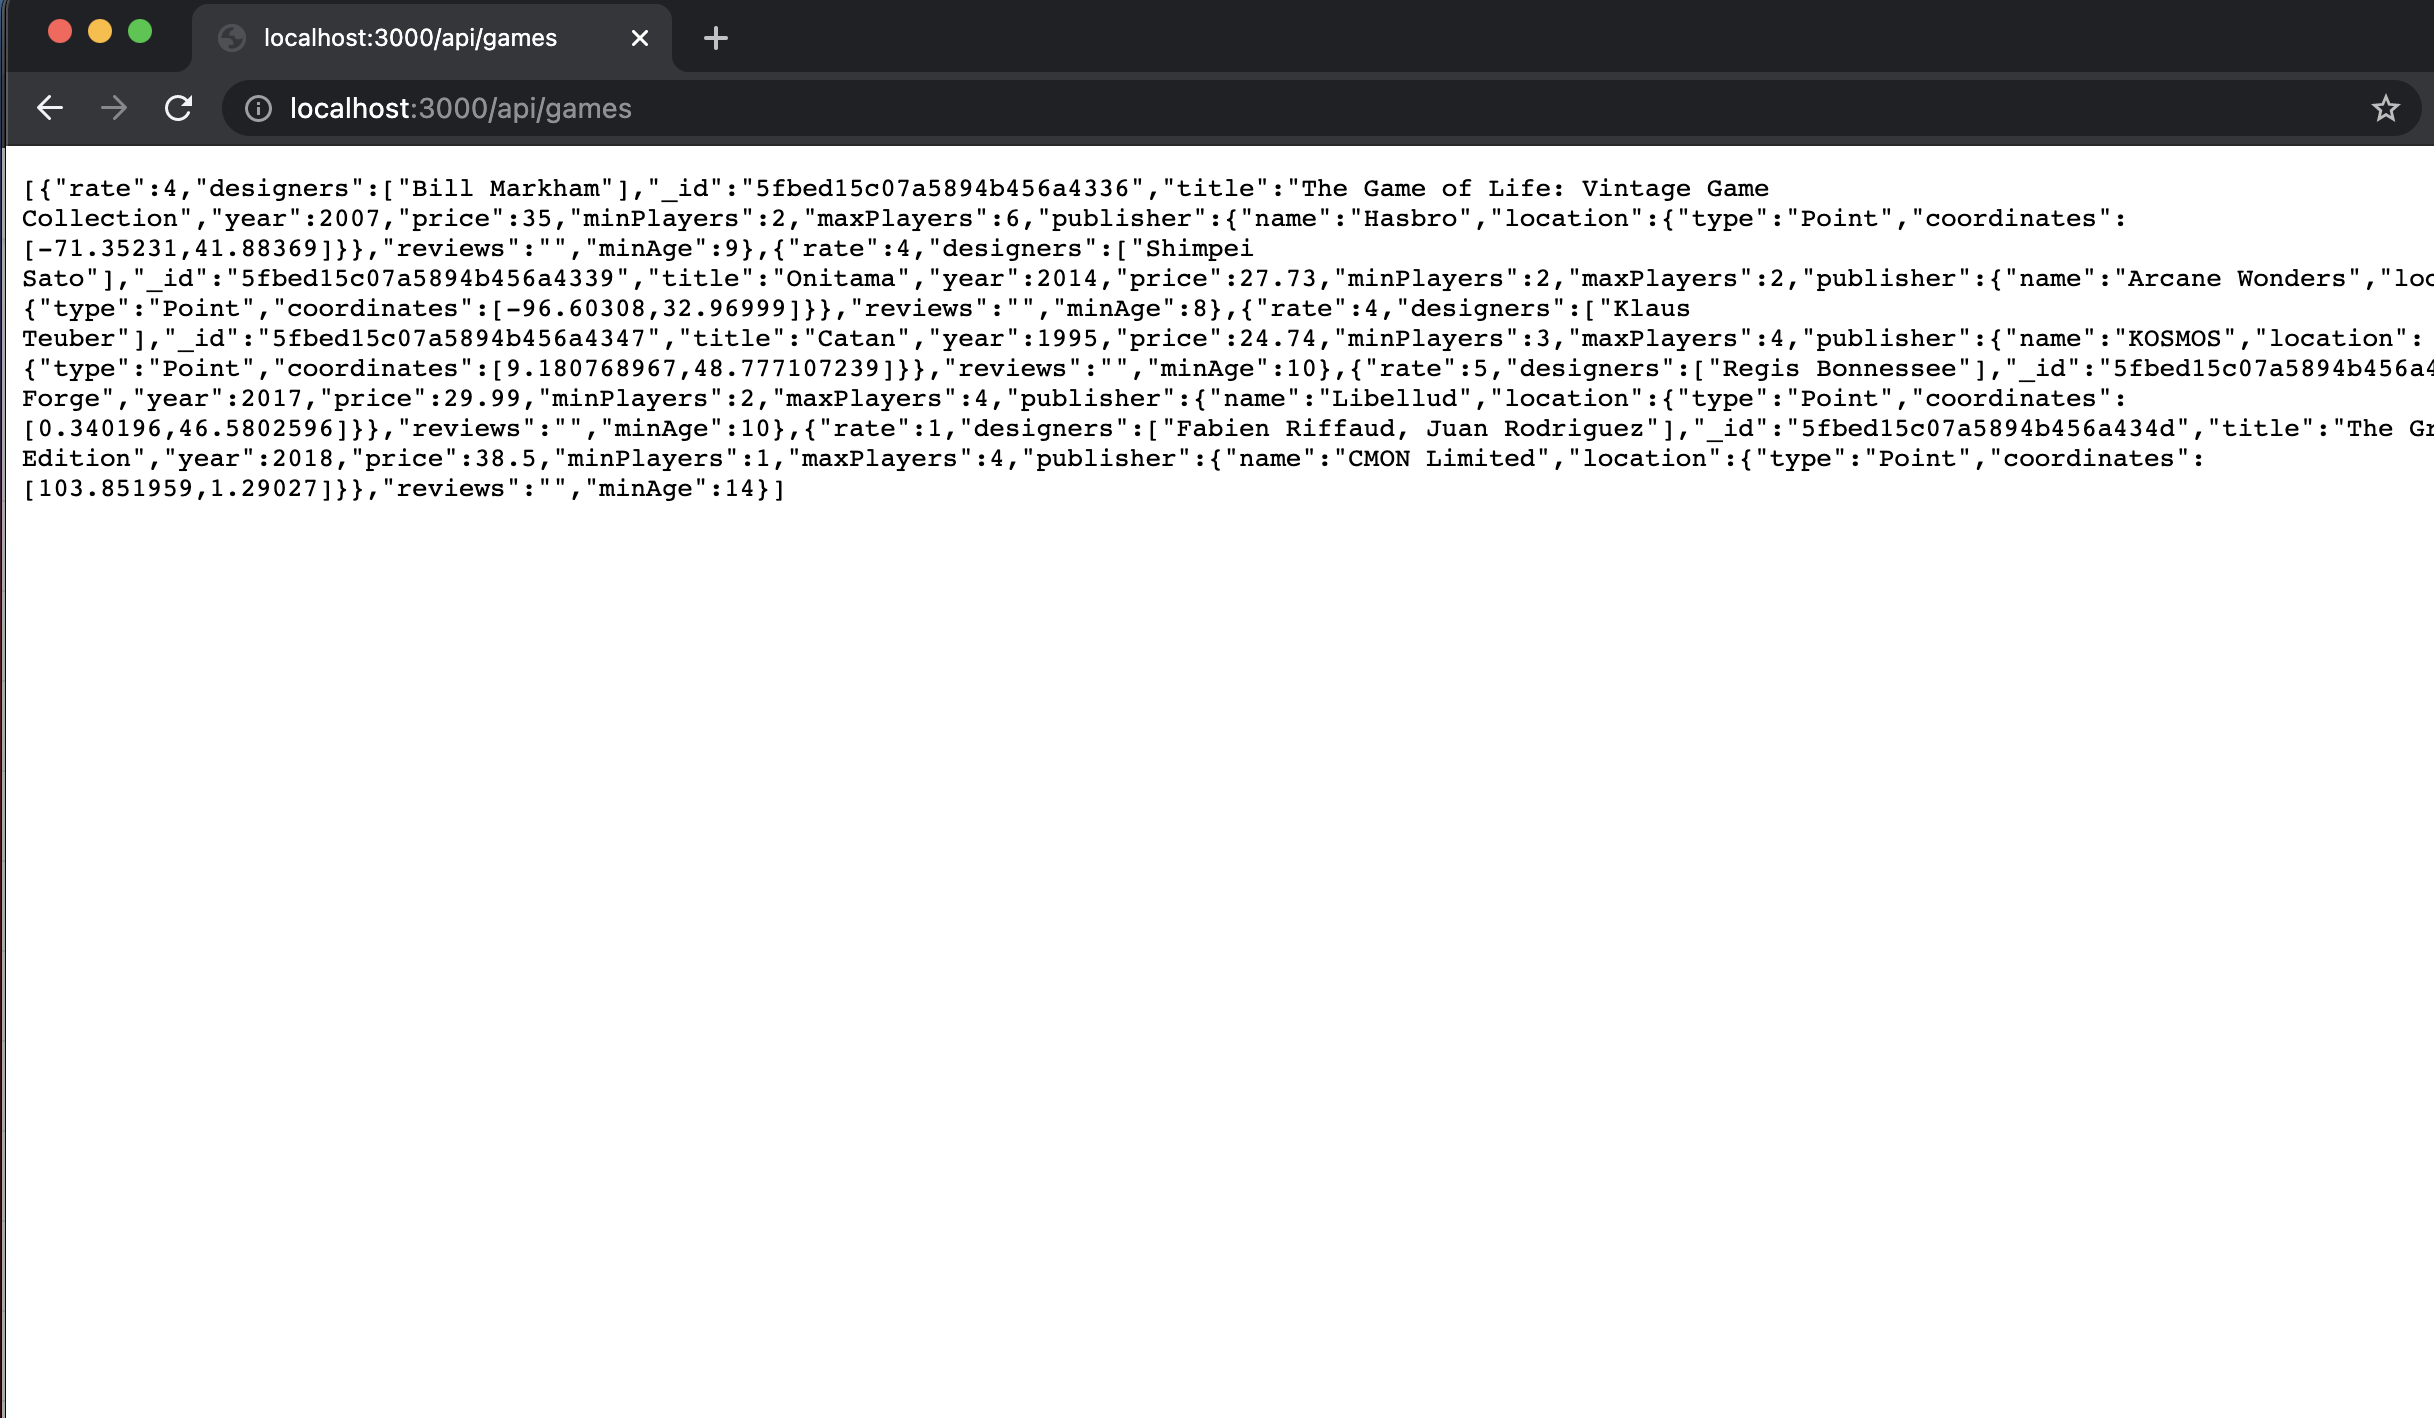 localhost:3000/api/games
localhost:3000/api/games
[{"rate":4,"designers":["Bill Markham"],"_id":"5fbed15c07a5894b456a4336","title":"The Game of Life: Vintage Game
Collection","year":2007,"price":35,"minPlayers":2,"maxPlayers":6,"publisher":{"name":"Hasbro","location":{"type":"Point","coordinates":
[-71.35231,41.88369]}},"reviews":"","minAge":9},{"rate":4,"designers":["Shimpei
Sato"],"_id":"5fbed15c07a5894b456a4339","title":"Onitama","year":2014,"price":27.73,"minPlayers":2,"maxPlayers":2,"publisher":{"name":"Arcane Wonders","loc
{"type":"Point","coordinates":[-96.60308,32.96999]}},"reviews":"","minAge":8},{"rate":4,"designers":["Klaus
Teuber"],"_id":"5fbed15c07a5894b456a4347","title":"Catan","year":1995,"price":24.74,"minPlayers":3,"maxPlayers":4,"publisher":{"name":"KOSMOS","location":
{"type":"Point","coordinates":[9.180768967,48.777107239]}},"reviews":"","minAge":10},{"rate":5,"designers":["Regis Bonnessee"],"_id":"5fbed15c07a5894b456a4
Forge","year":2017,"price":29.99,"minPlayers":2,"maxPlayers":4,"publisher":{"name":"Libellud","location":{"type":"Point","coordinates":
[0.340196,46.5802596]}},"reviews":"","minAge":10},{"rate":1,"designers":["Fabien Riffaud, Juan Rodriguez"],"_id":"5fbed15c07a5894b456a434d","title":"The Gr
Edition","year":2018,"price":38.5,"minPlayers":1,"maxPlayers":4,"publisher":{"name":"CMON Limited","location":{"type":"Point","coordinates":
[103.851959,1.29027]}},"reviews":"","minAge":14}]